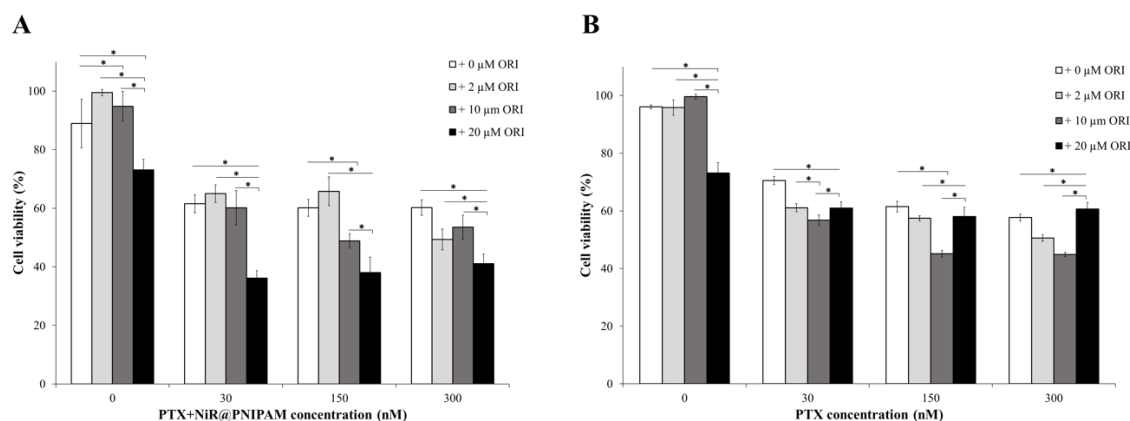 A
+ 0 µM ORI
+ 2 µM ORI
+ 10 µm ORI
+ 20 µM ORI
Cell viability (%)
100
80
60
40
20
0
0 30 150 300
PTX+NiR@PNIPAM concentration (nM)
* * * * * * * * * * * * *
B
+ 0 µM ORI
+ 2 µM ORI
+ 10 µm ORI
+ 20 µM ORI
Cell viability (%)
100
80
60
40
20
0
0 30 150 300
PTX concentration (nM)
* * * * * * * * * * * *